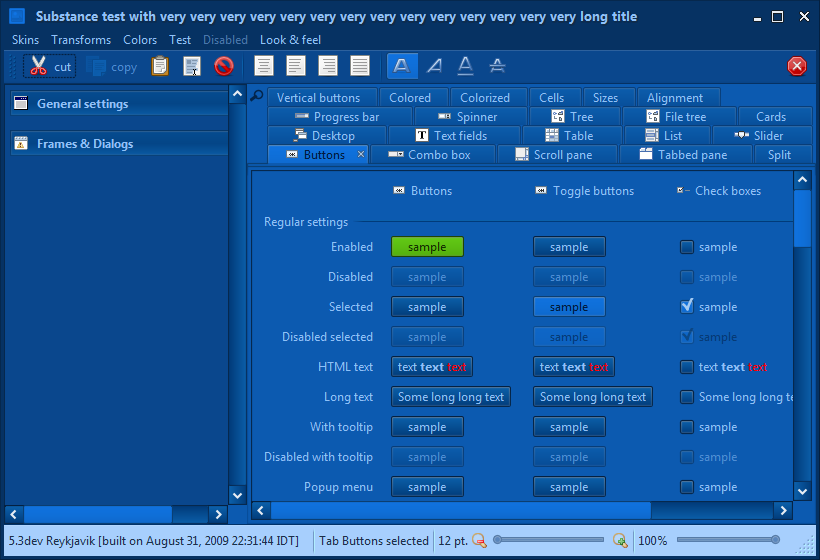 Substance test with very very very very very very very very very very very very very very long title
Skins Transforms Colors Test Disabled Look & feel
cut copy A A A A
General settings
Frames & Dialogs
Vertical buttons Colored Colorized Cells Sizes Alignment
Progress bar Spinner Tree File tree Cards
Desktop Text fields Table List Slider
Buttons Combo box Scroll pane Tabbed pane Split
Buttons Toggle buttons Check boxes
Regular settings
Enabled sample sample sample
Disabled sample sample sample
Selected sample sample sample
Disabled selected sample sample sample
HTML text text text text text text text text text text
Long text Some long long text Some long long text Some long long te
With tooltip sample sample sample
Disabled with tooltip sample sample sample
Popup menu sample sample sample
5.3dev Reykjavik [built on August 31, 2009 22:31:44 IDT] Tab Buttons selected 12 pt. 100%